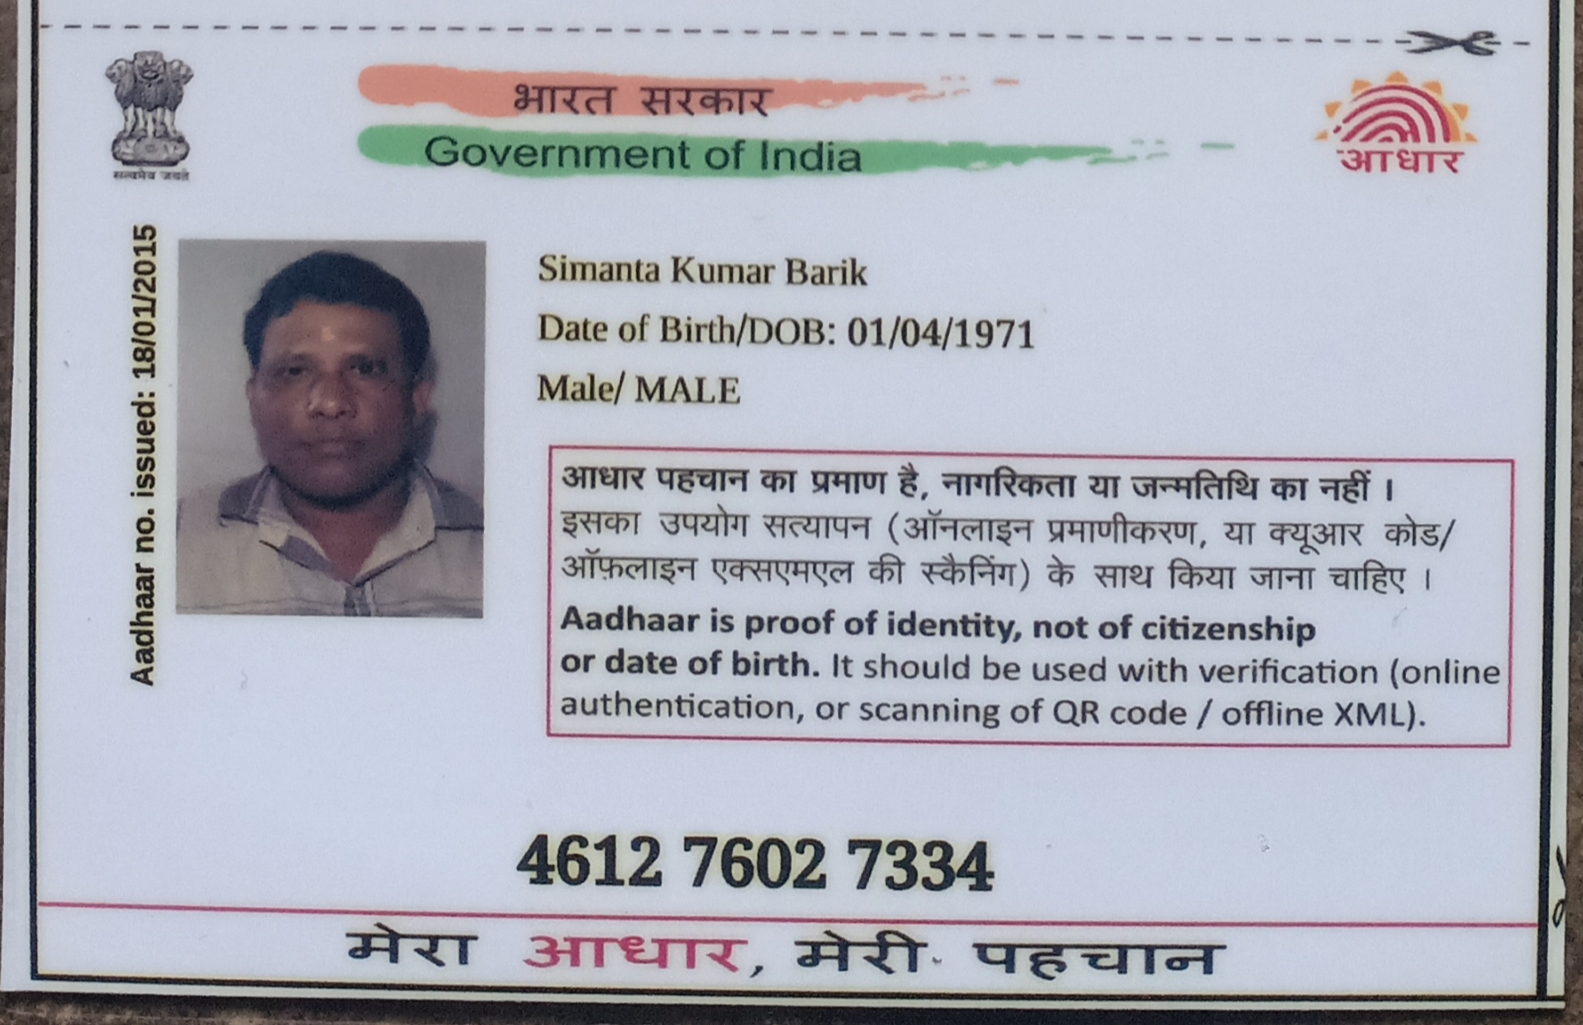 भारत सरकार
Government of India
सत्यमेव जयते
आधार
Aadhaar no. issued: 18/01/2015
Simanta Kumar Barik
Date of Birth/DOB: 01/04/1971
Male/ MALE
आधार पहचान का प्रमाण है, नागरिकता या जन्मतिथि का नहीं ।
इसका उपयोग सत्यापन (ऑनलाइन प्रमाणीकरण, या क्यूआर कोड/
ऑफ़लाइन एक्सएमएल की स्कैनिंग) के साथ किया जाना चाहिए ।
Aadhaar is proof of identity, not of citizenship
or date of birth. It should be used with verification (online
authentication, or scanning of QR code / offline XML).
4612 7602 7334
मेरा आधार, मेरी पहचान